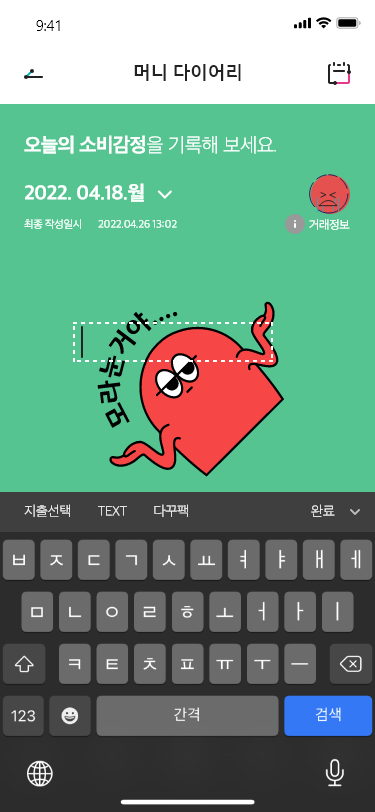 9:41
머니 다이어리
오늘의 소비감정을 기록해 보세요.
2022. 04.18.월
최종 작성일시 2022.04.26 13:02
i 거래정보
모라눈거야....
지출선택 TEXT 다꾸팩 완료
ㅂ ㅈ ㄷ ㄱ ㅅ ㅛ ㅕ ㅑ ㅐ ㅔ
ㅁ ㄴ ㅇ ㄹ ㅎ ㅗ ㅓ ㅏ ㅣ
ㅋ ㅌ ㅊ ㅍ ㅠ ㅜ ㅡ
123 간격 검색